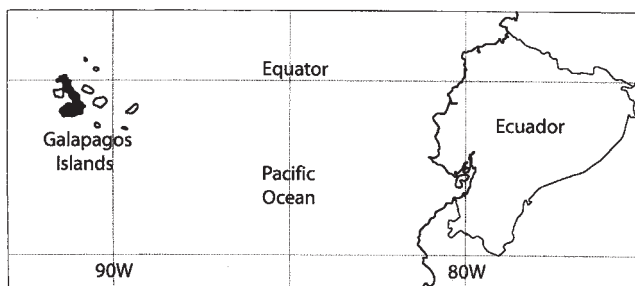 Equator
Galapagos
Islands
Ecuador
Pacific
Ocean
90W
80W